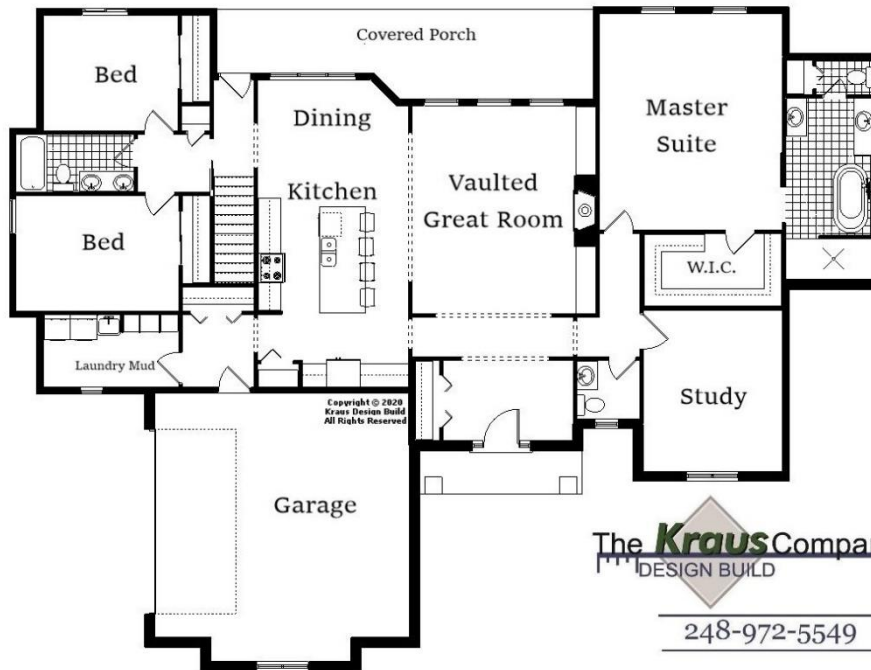 Covered Porch
Bed
Dining
Master
Suite
Kitchen
Vaulted
Great Room
Bed
W.I.C.
Laundry Mud
Study
Copyright © 2020
Kraus Design Build
All Rights Reserved
Garage
The Kraus Compa
DESIGN BUILD
248-972-5549